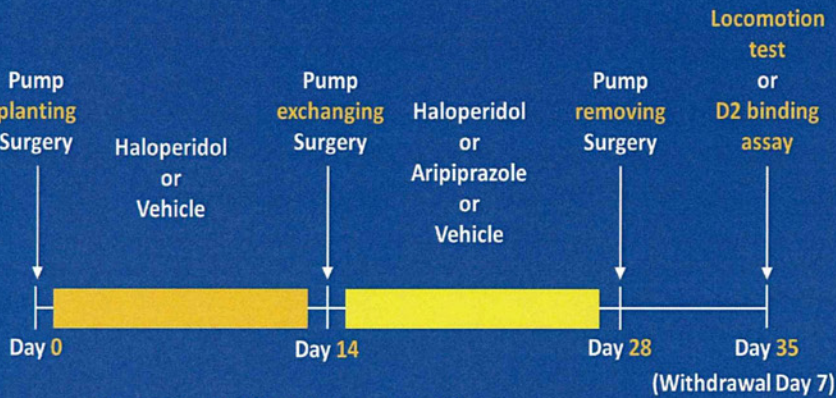 Pump
planting
Surgery
Haloperidol
or
Vehicle
Pump
exchanging
Surgery
Haloperidol
or
Aripiprazole
or
Vehicle
Pump
removing
Surgery
Locomotion
test
or
D2 binding
assay
Day 0
Day 14
Day 28
Day 35
(Withdrawal Day 7)